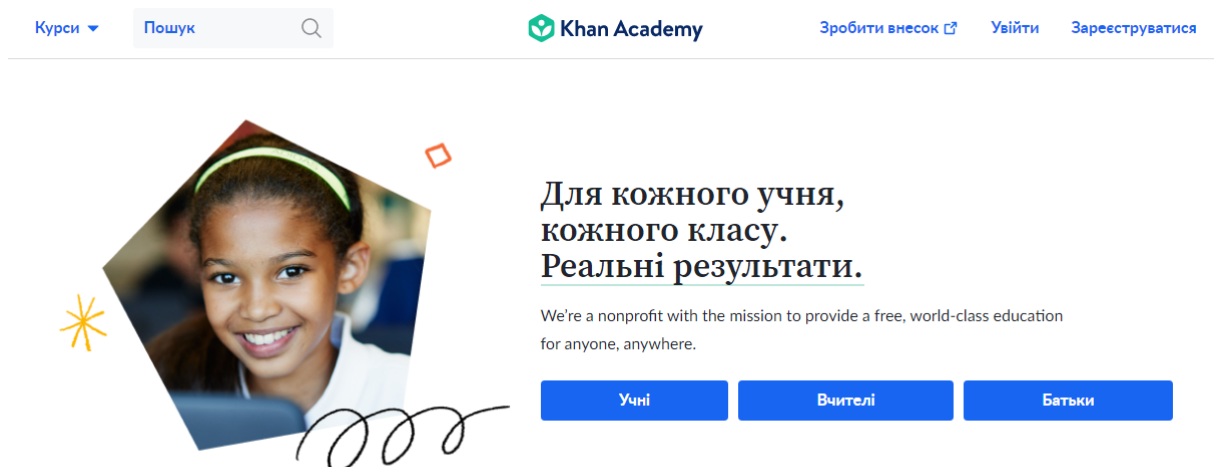 Курси
Пошук
Khan Academy
Зробити внесок
Увійти
Зареєструватися
Для кожного учня,
кожного класу.
Реальні результати.
We're a nonprofit with the mission to provide a free, world-class education
for anyone, anywhere.
Учні
Вчителі
Батьки